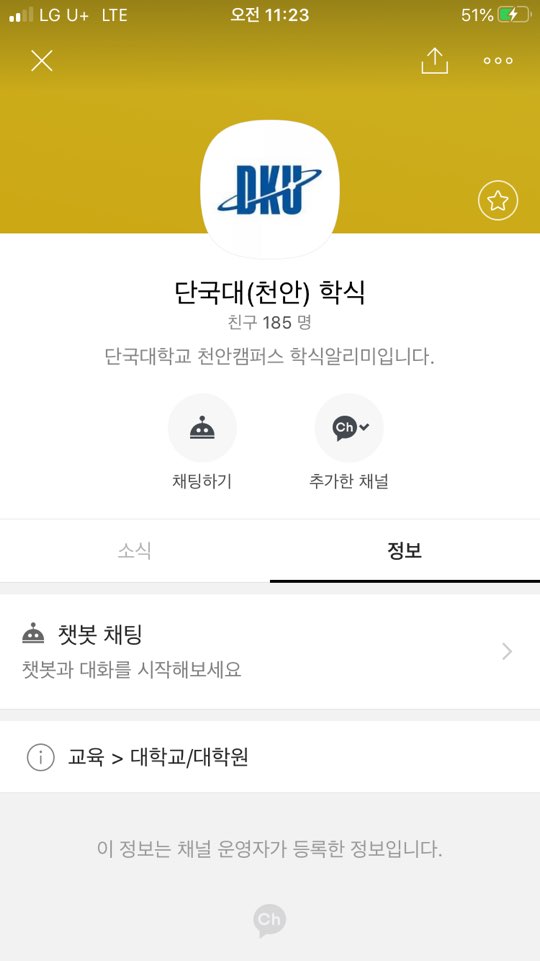 LG U+ LTE 오전 11:23 51%
DKU
단국대(천안) 학식
친구 185 명
단국대학교 천안캠퍼스 학식알리미입니다.
Ch
채팅하기 추가한 채널
소식 정보
챗봇 채팅
챗봇과 대화를 시작해보세요
교육 > 대학교/대학원
이 정보는 채널 운영자가 등록한 정보입니다.
Ch